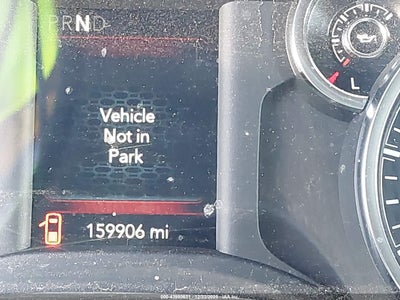 PRND
Vehicle
Not in
Park
159906 mi
L